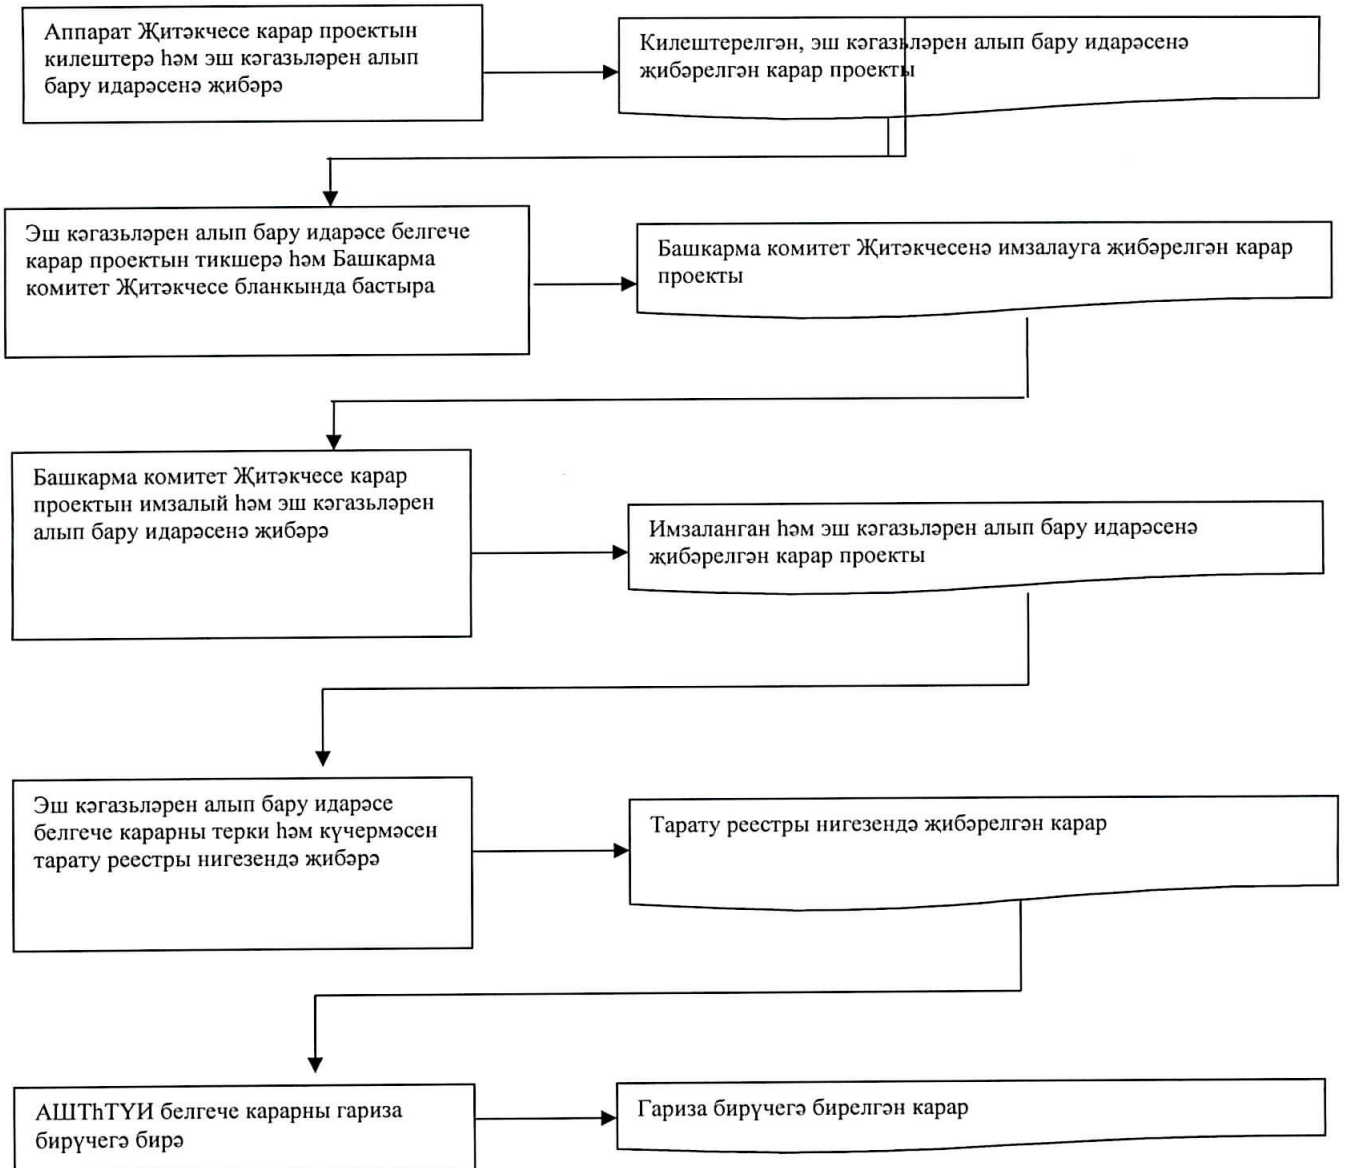 Аппарат Җитәкчесе карар проектын
килештерә һәм эш кәгазьләрен алып
бару идарәсенә җибәрә
Килештерелгән, эш кәгазьләрен алып бару идарәсенә
җибәрелгән карар проекты
Эш кәгазьләрен алып бару идарәсе белгече
карар проектын тикшерә һәм Башкарма
комитет Җитәкчесе бланкында бастыра
Башкарма комитет Җитәкчесенә имзалауга җибәрелгән карар
проекты
Башкарма комитет Җитәкчесе карар
проектын имзалый һәм эш кәгазьләрен
алып бару идарәсенә җибәрә
Имзаланган һәм эш кәгазьләрен алып бару идарәсенә
җибәрелгән карар проекты
Эш кәгазьләрен алып бару идарәсе
белгече карарны терки һәм күчермәсен
тарату реестры нигезендә җибәрә
Тарату реестры нигезендә җибәрелгән карар
АШТһТҮИ белгече карарны гариза
бирүчегә бирә
Гариза бирүчегә бирелгән карар